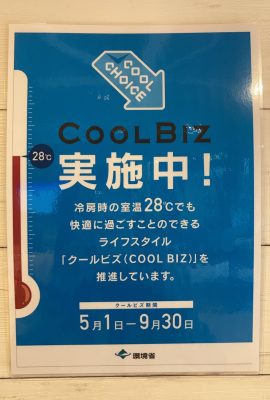 COOL
CHOICE
COOLBIZ
28℃
実施中!
冷房時の室温28℃でも
快適に過ごすことのできる
ライフスタイル
「クールビズ(COOL BIZ)」を
推進しています。
クールビズ期間
5月1日ー9月30日
環境省